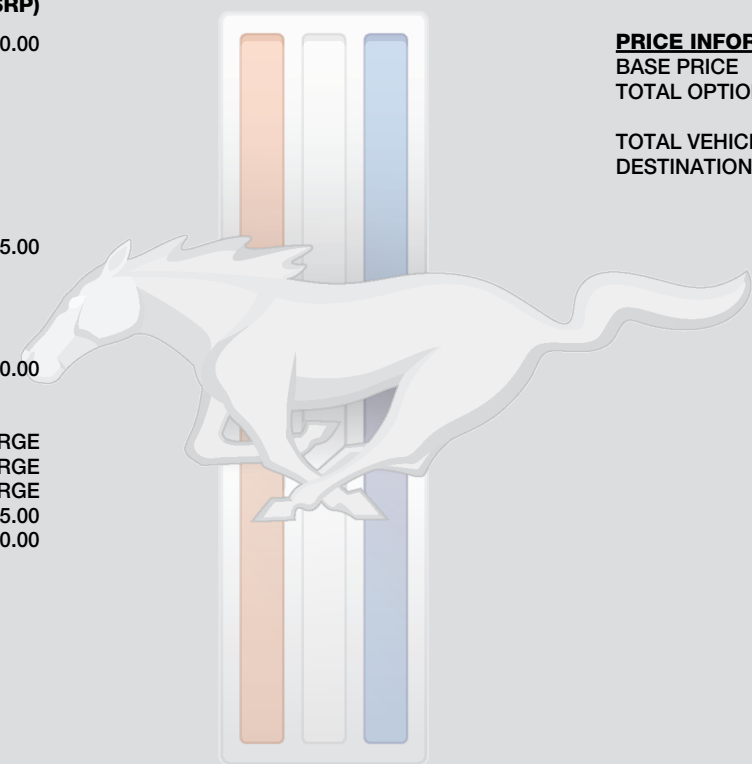 SRP)
0.00
5.00
0.00
RGE
RGE
RGE
5.00
0.00
PRICE INFOR
BASE PRICE
TOTAL OPTIO
TOTAL VEHICL
DESTINATION